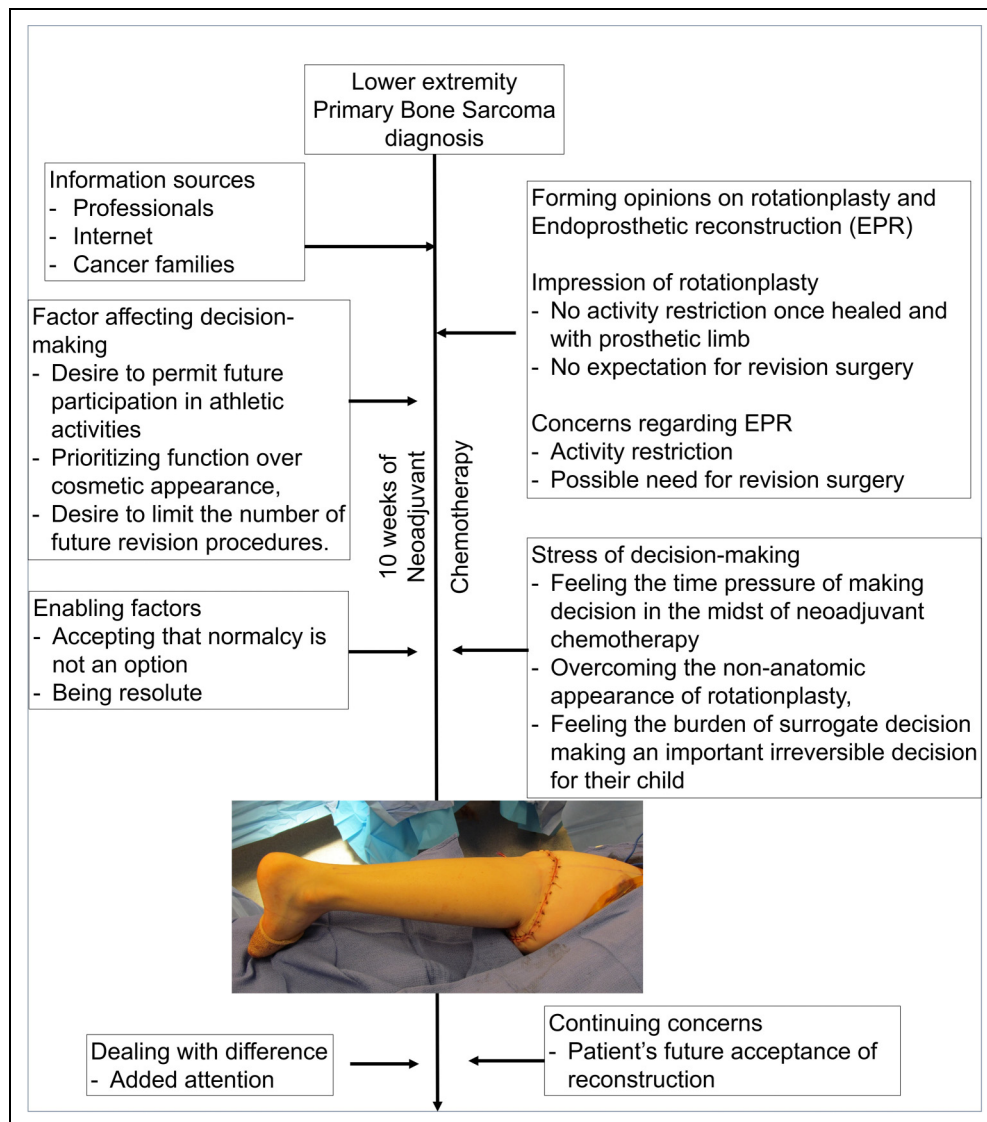 Lower extremity
Primary Bone Sarcoma
diagnosis
Information sources
- Professionals
- Internet
- Cancer families
Forming opinions on rotationplasty and
Endoprosthetic reconstruction (EPR)
Impression of rotationplasty
- No activity restriction once healed and
with prosthetic limb
- No expectation for revision surgery
Concerns regarding EPR
- Activity restriction
- Possible need for revision surgery
Factor affecting decision-
making
- Desire to permit future
participation in athletic
activities
- Prioritizing function over
cosmetic appearance,
- Desire to limit the number of
future revision procedures.
10 weeks of
Neoadjuvant
Chemotherapy
Enabling factors
- Accepting that normalcy is
not an option
- Being resolute
Stress of decision-making
- Feeling the time pressure of making
decision in the midst of neoadjuvant
chemotherapy
- Overcoming the non-anatomic
appearance of rotationplasty,
- Feeling the burden of surrogate decision
making an important irreversible decision
for their child
Dealing with difference
- Added attention
Continuing concerns
- Patient's future acceptance of
reconstruction